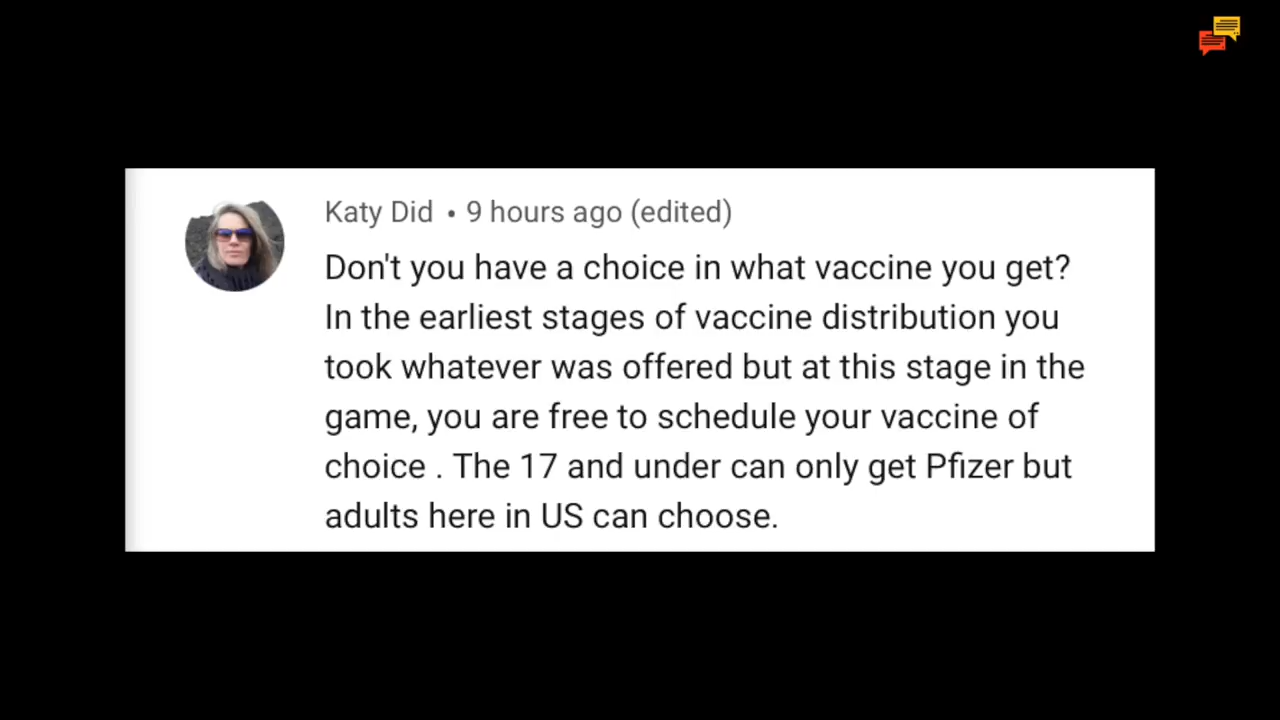 Katy Did • 9 hours ago (edited)
Don't you have a choice in what vaccine you get?
In the earliest stages of vaccine distribution you
took whatever was offered but at this stage in the
game, you are free to schedule your vaccine of
choice . The 17 and under can only get Pfizer but
adults here in US can choose.